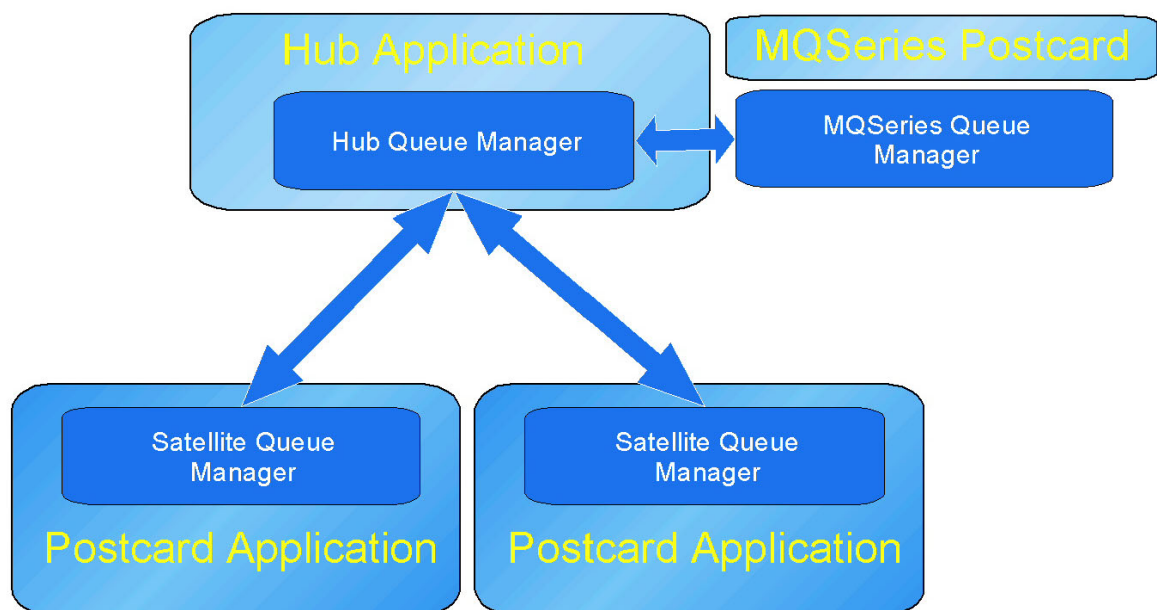 Hub Application
MQSeries Postcard
Hub Queue Manager
MQSeries Queue
Manager
Satellite Queue
Manager
Postcard Application
Satellite Queue
Manager
Postcard Application